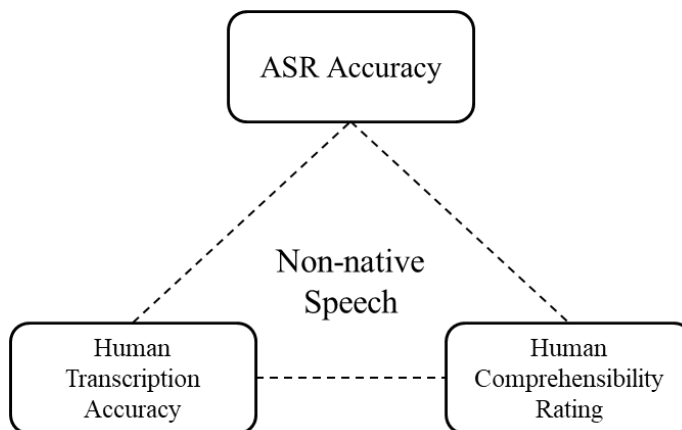 ASR Accuracy
Non-native
Speech
Human
Transcription
Accuracy
Human
Comprehensibility
Rating